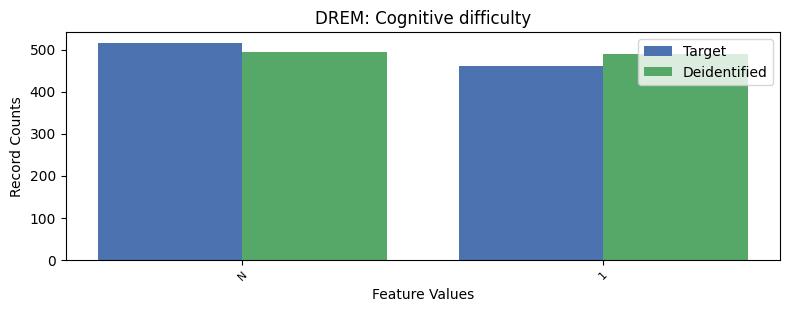 DREM: Cognitive difficulty
Target
Deidentified
500
400
300
200
100
0
Record Counts
N
1
Feature Values